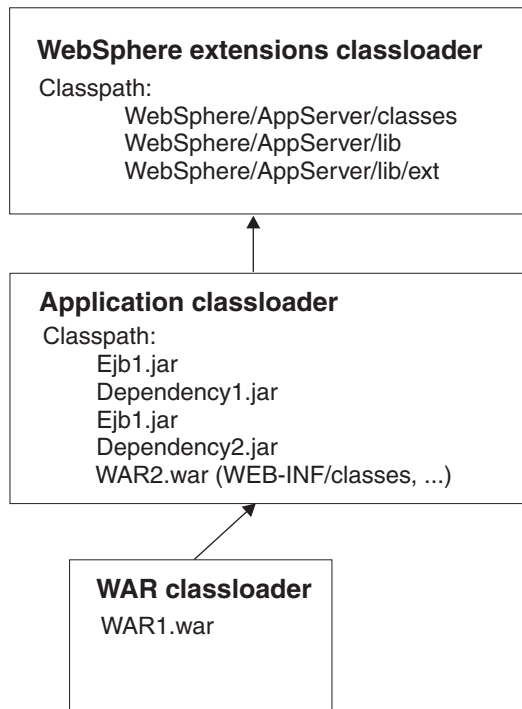 WebSphere extensions classloader
Classpath:
WebSphere/AppServer/classes
WebSphere/AppServer/lib
WebSphere/AppServer/lib/ext
Application classloader
Classpath:
Ejb1.jar
Dependency1.jar
Ejb1.jar
Dependency2.jar
WAR2.war (WEB-INF/classes, ...)
WAR classloader
WAR1.war